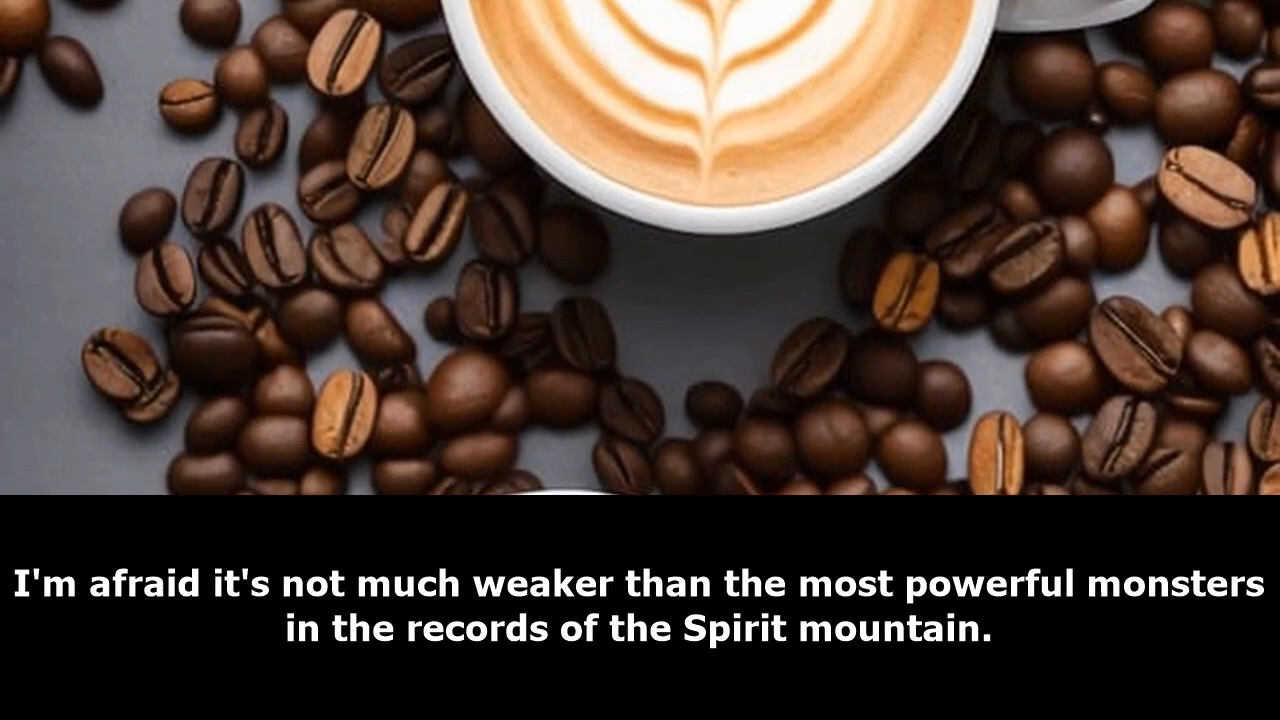 I'm afraid it's not much weaker than the most powerful monsters
in the records of the Spirit mountain.